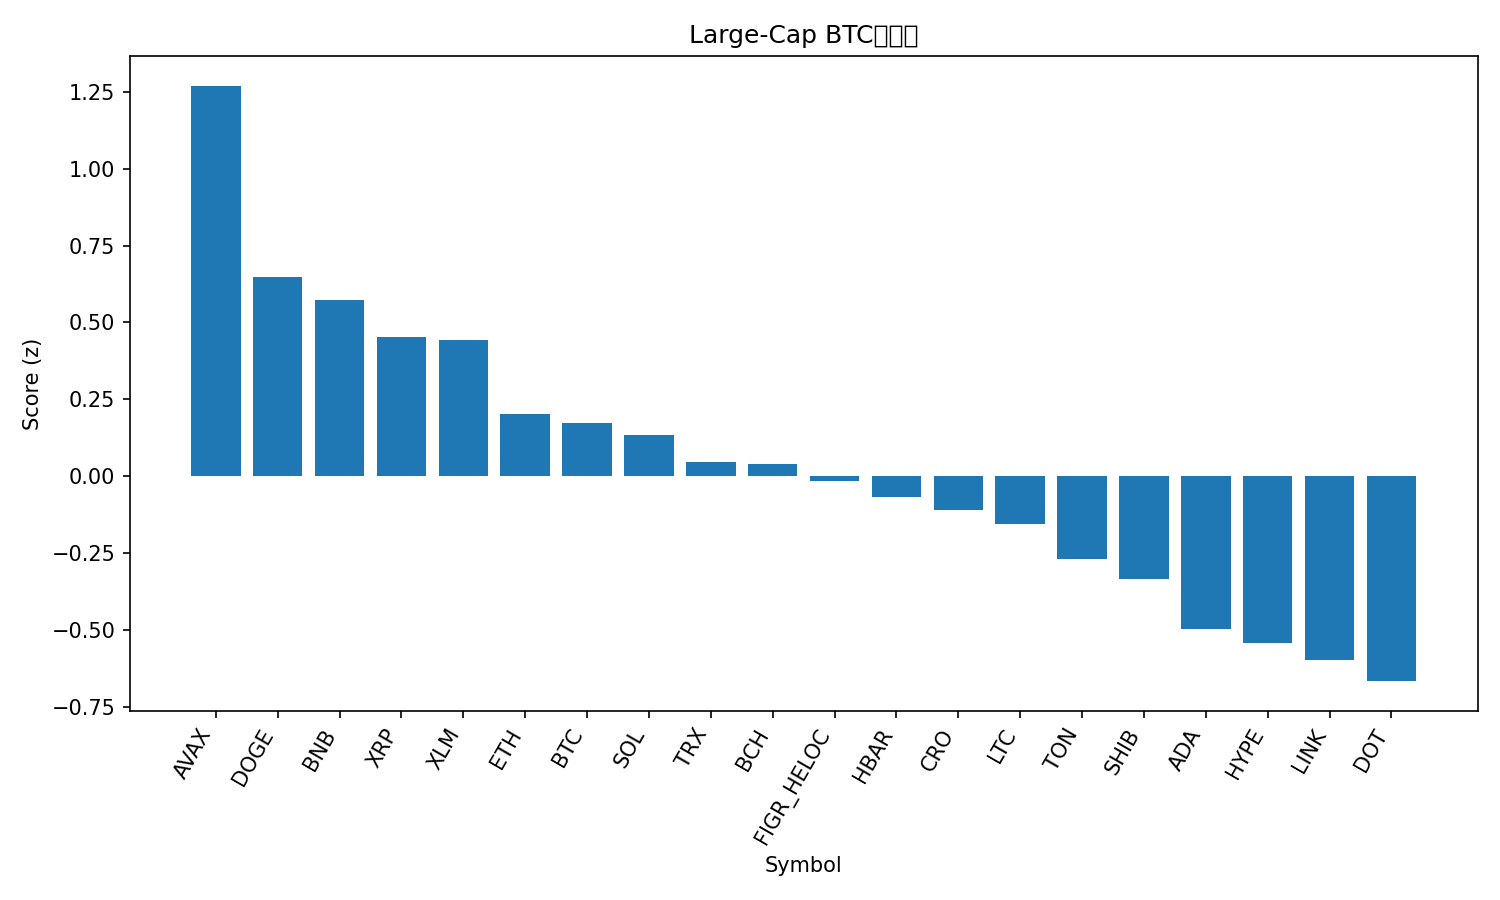 Large-Cap BTC
1.25
1.00
0.75
0.50
0.25
0.00
−0.25
−0.50
−0.75
Score (z)
AVAX
DOGE
BNB
XRP
XLM
ETH
BTC
SOL
TRX
BCH
FIGR_HELOC
HBAR
CRO
LTC
TON
SHIB
ADA
HYPE
LINK
DOT
Symbol